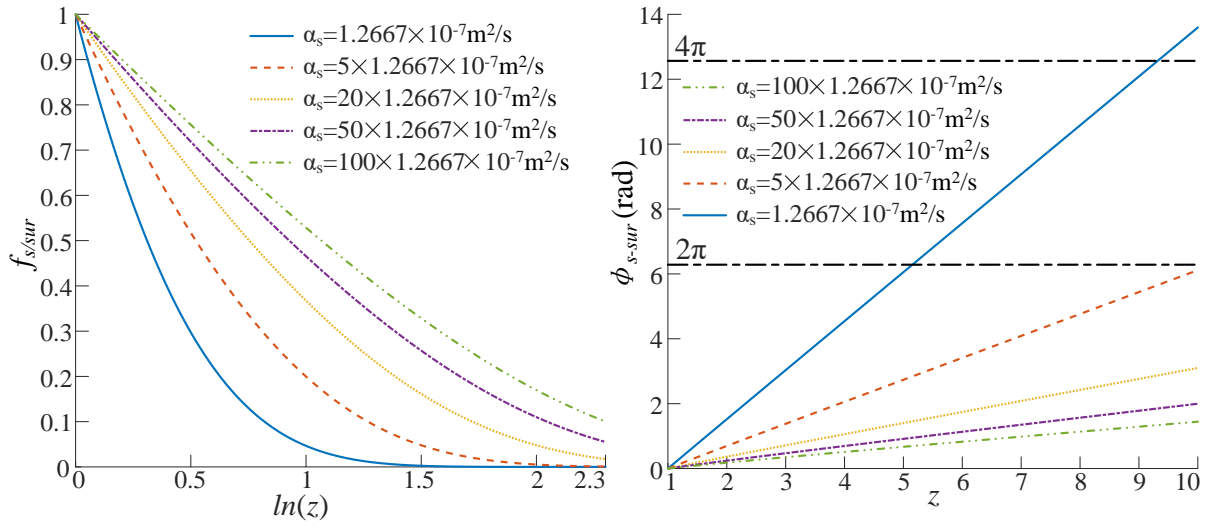 1
0.9
0.8
0.7
0.6
0.5
0.4
0.3
0.2
0.1
0
f s/sur
αs=1.2667×10-7m2/s
αs=5×1.2667×10-7m2/s
αs=20×1.2667×10-7m2/s
αs=50×1.2667×10-7m2/s
αs=100×1.2667×10-7m2/s
0 0.5 1 1.5 2 2.3
ln(z)
14
12
10
8
6
4
2
0
ϕ s-sur (rad)
4π
αs=100×1.2667×10-7m2/s
αs=50×1.2667×10-7m2/s
αs=20×1.2667×10-7m2/s
αs=5×1.2667×10-7m2/s
αs=1.2667×10-7m2/s
2π
1 2 3 4 5 6 7 8 9 10
z